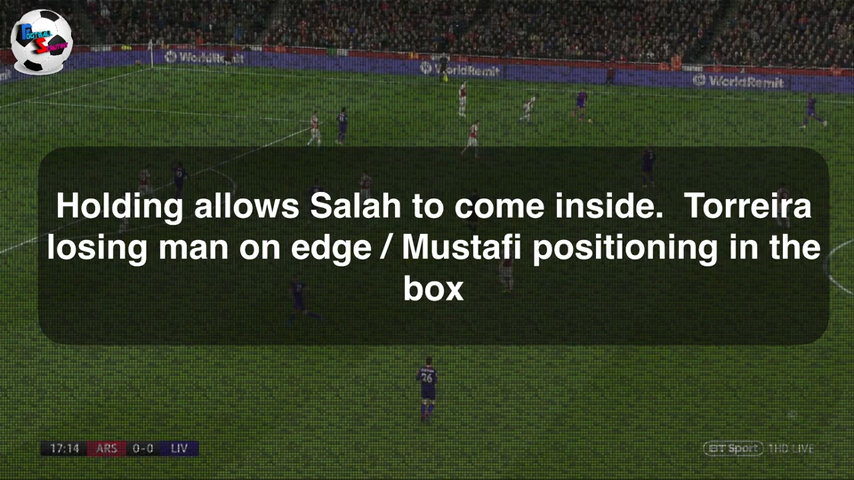 WorldRemit
WorldRemit
WorldRemit
Holding allows Salah to come inside.  Torreira
losing man on edge / Mustafi positioning in the
box
26
17:14 ARS 0-0 LIV
BT Sport 1HD LIVE